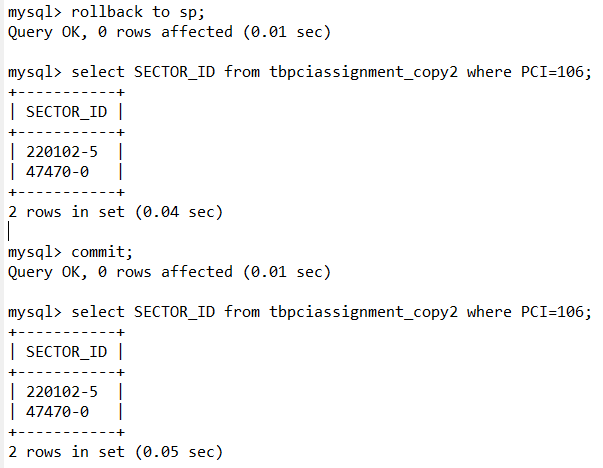 mysql> rollback to sp;
Query OK, 0 rows affected (0.01 sec)
mysql> select SECTOR_ID from tbpciassignment_copy2 where PCI=106;
+-----------+
| SECTOR_ID |
+-----------+
| 220102-5  |
| 47470-0   |
+-----------+
2 rows in set (0.04 sec)
mysql> commit;
Query OK, 0 rows affected (0.01 sec)
mysql> select SECTOR_ID from tbpciassignment_copy2 where PCI=106;
+-----------+
| SECTOR_ID |
+-----------+
| 220102-5  |
| 47470-0   |
+-----------+
2 rows in set (0.05 sec)